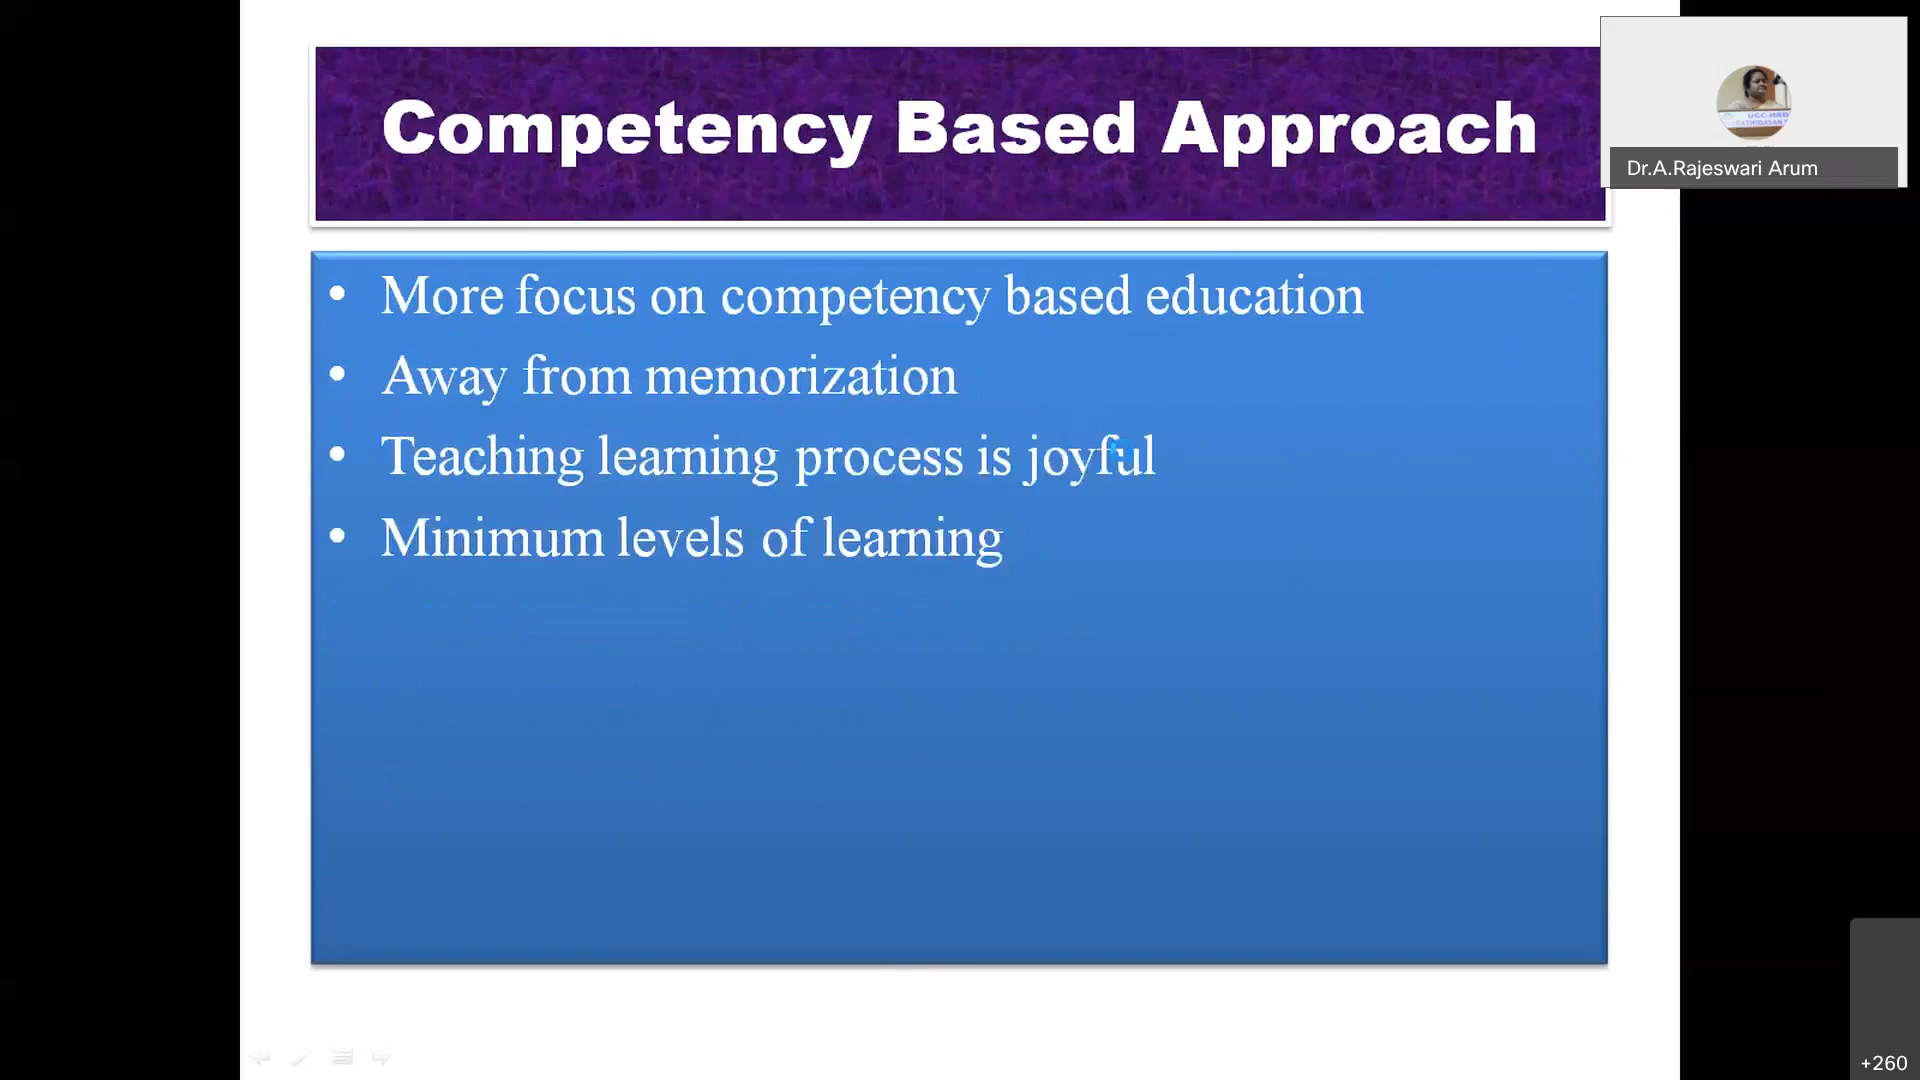 Competency Based Approach
Dr.A.Rajeswari Arum
• More focus on competency based education
• Away from memorization
• Teaching learning process is joyful
• Minimum levels of learning
+260